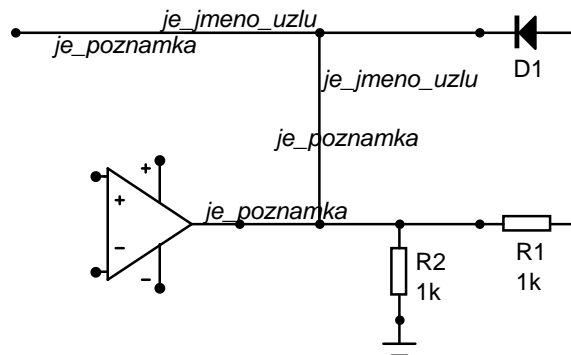 je_jmeno_uzlu
je_poznamka
D1
je_jmeno_uzlu
je_poznamka
+
+
je_poznamka
−
−
R2
1k
R1
1k